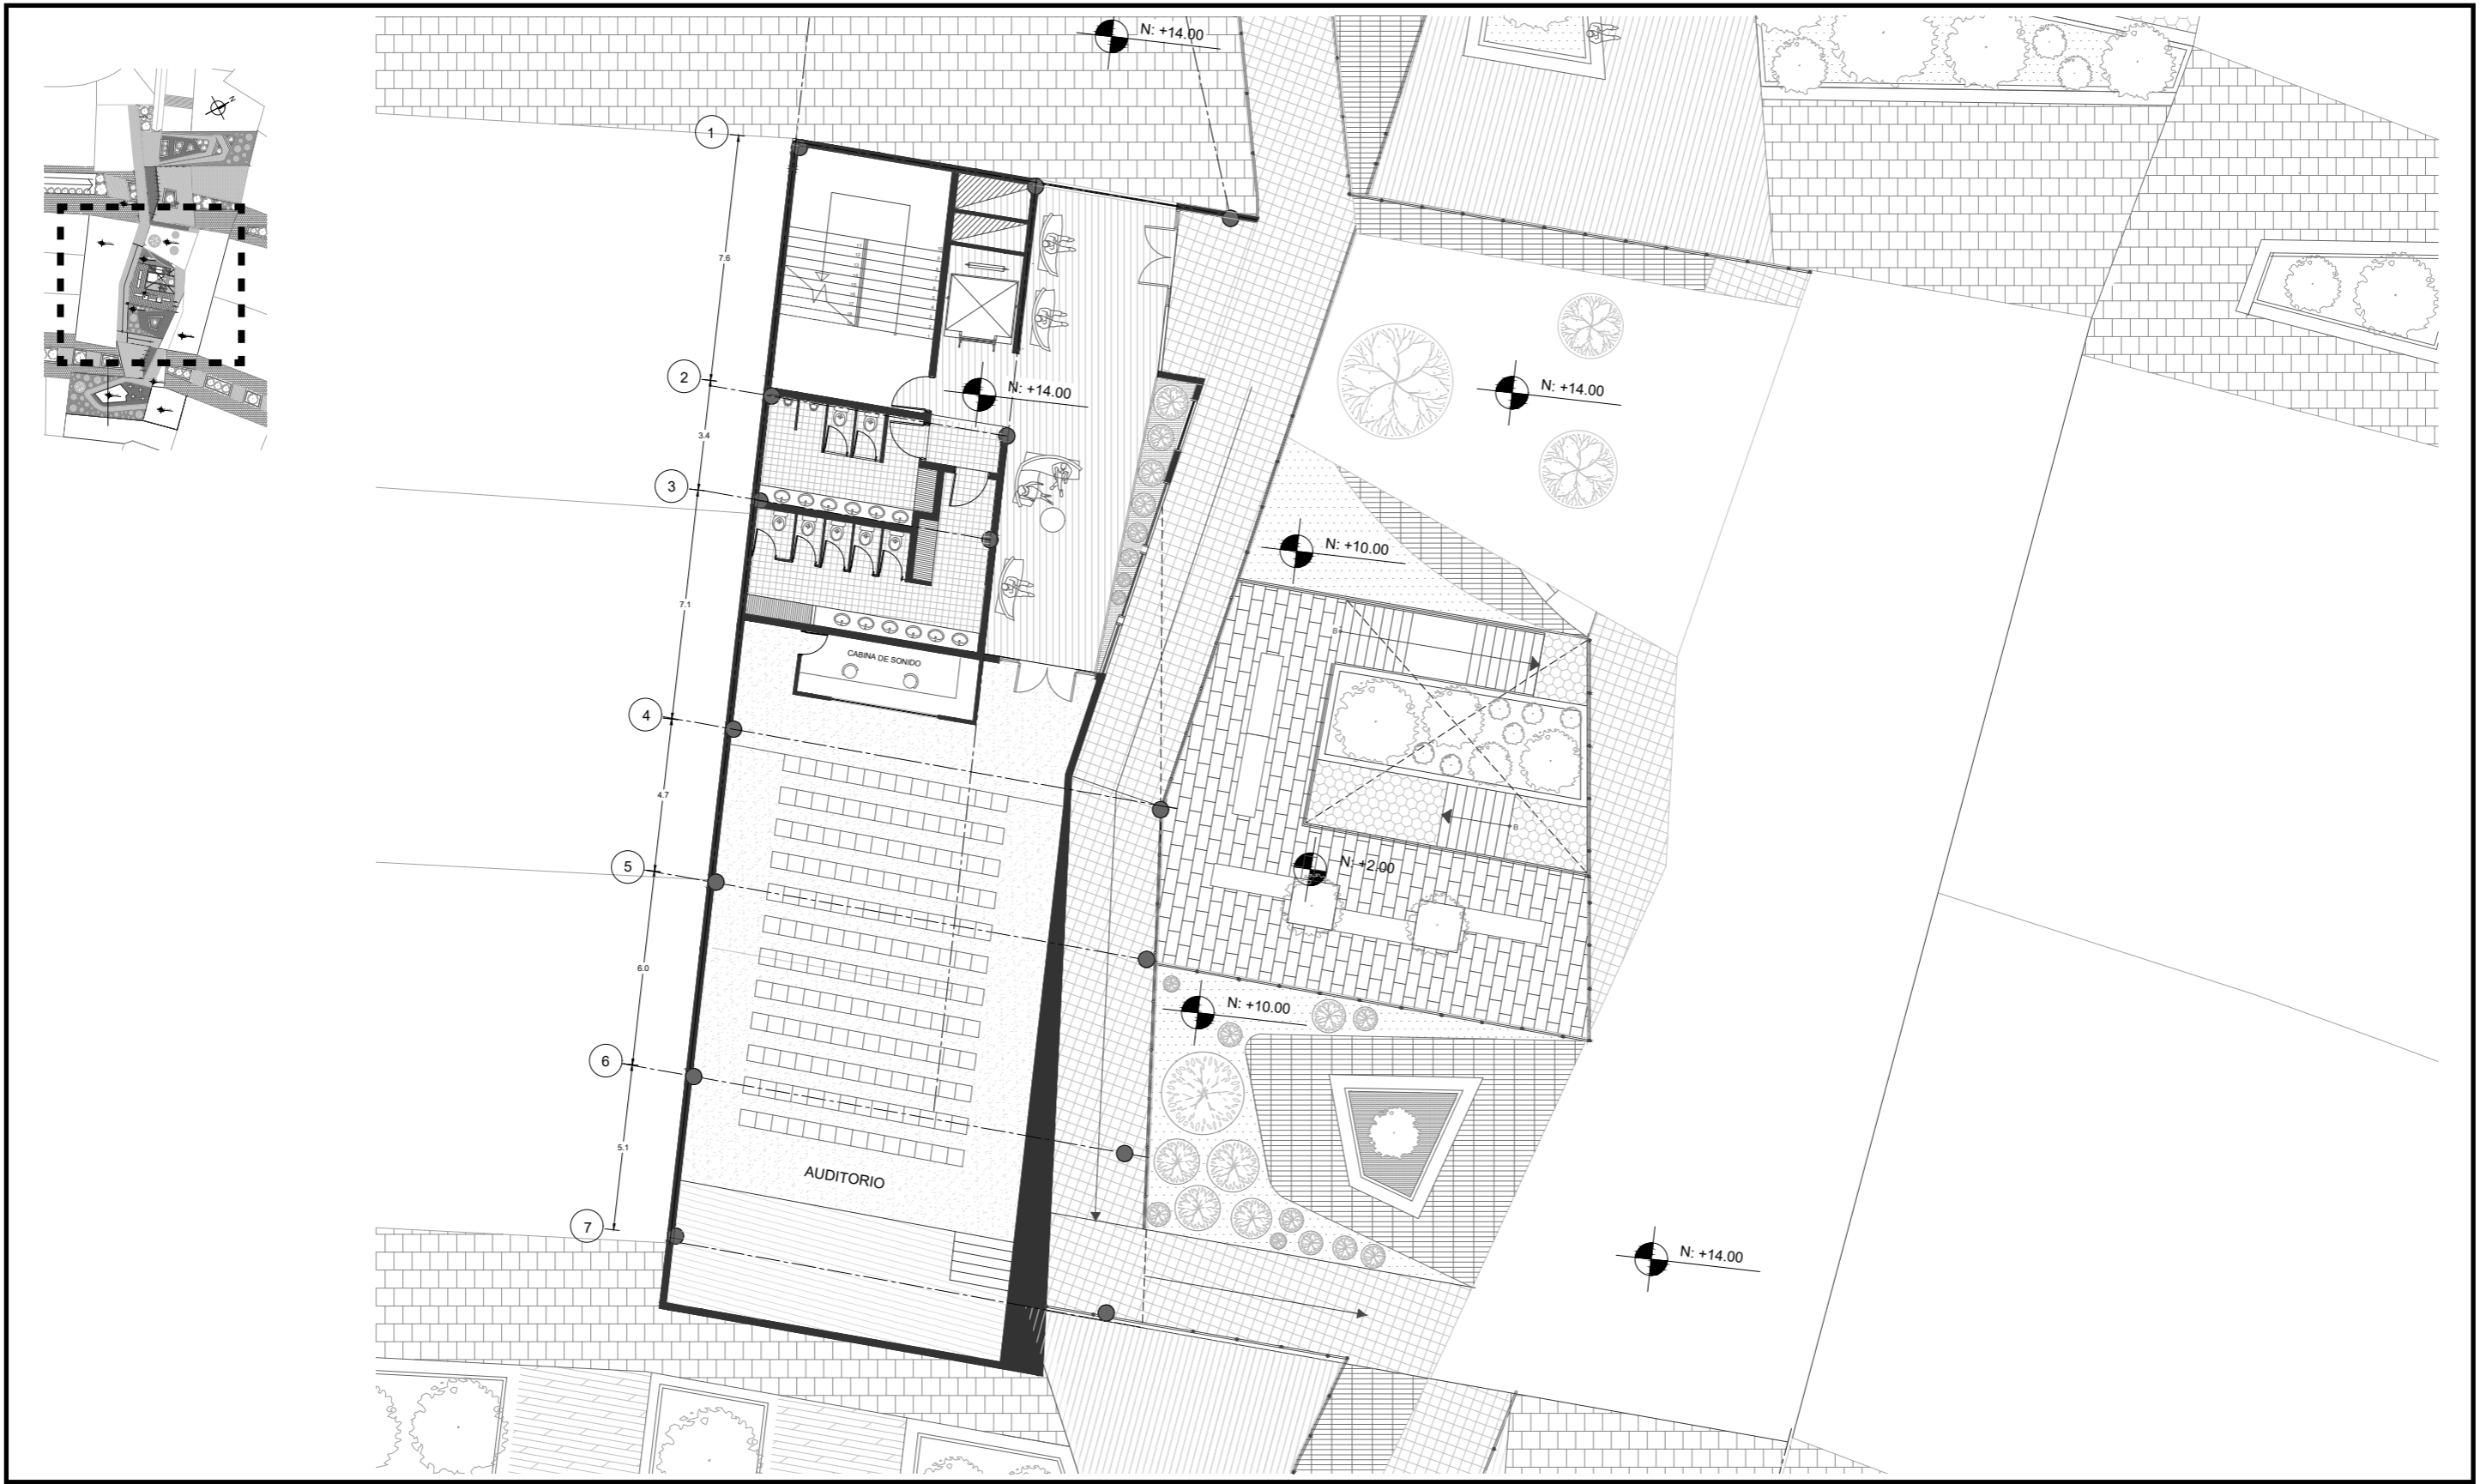 N
N: +14.00
1
7.6
2
N: +14.00
N: +14.00
3.4
3
N: +10.00
7.1
B
CABINA DE SONIDO
4
4.7
B
5
N: +2.00
6.0
N: +10.00
6
5.1
AUDITORIO
7
N: +14.00